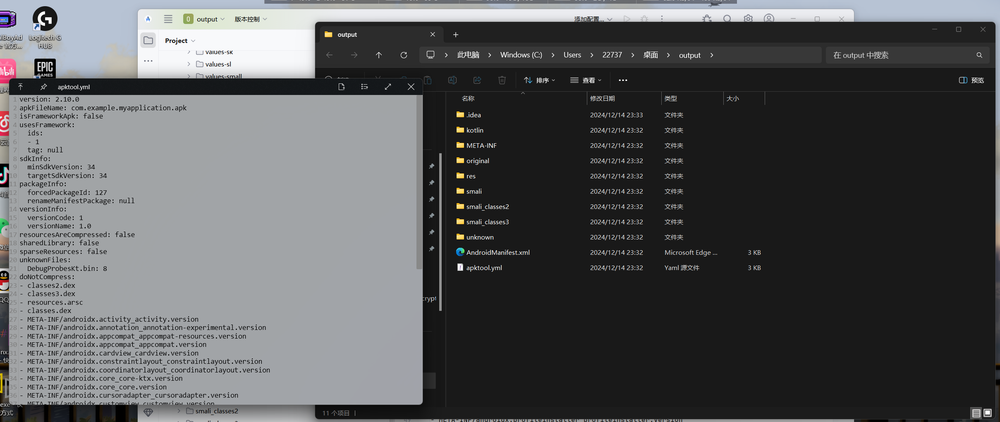 Logitech G
HUB
EPIC
GAMES
output
版本控制
添加配置...
Project
values-sk
values-sl
values-small
smali_classes2
apktool.yml
1 version: 2.10.0
2 apkFileName: com.example.myapplication.apk
3 isFrameworkApk: false
4 usesFramework:
5 ids:
6 - 1
7 tag: null
8 sdkInfo:
9 minSdkVersion: 34
10 targetSdkVersion: 34
11 packageInfo:
12 forcedPackageId: 127
13 renameManifestPackage: null
14 versionInfo:
15 versionCode: 1
16 versionName: 1.0
17 resourcesAreCompressed: false
18 sharedLibrary: false
19 sparseResources: false
20 unknownFiles:
21 DebugProbesKt.bin: 8
22 doNotCompress:
23 - classes2.dex
24 - classes3.dex
25 - resources.arsc
26 - classes.dex
27 - META-INF/androidx.activity_activity.version
28 - META-INF/androidx.annotation_annotation-experimental.version
29 - META-INF/androidx.appcompat_appcompat-resources.version
30 - META-INF/androidx.appcompat_appcompat.version
31 - META-INF/androidx.cardview_cardview.version
32 - META-INF/androidx.constraintlayout_constraintlayout.version
33 - META-INF/androidx.coordinatorlayout_coordinatorlayout.version
34 - META-INF/androidx.core_core-ktx.version
35 - META-INF/androidx.core_core.version
36 - META-INF/androidx.cursoradapter_cursoradapter.version
37 - META-INF/androidx.customview_customview.version
output
此电脑 Windows (C:) Users 22737 桌面 output
在 output 中搜索
排序 查看 预览
名称 修改日期 类型 大小
.idea 2024/12/14 23:33 文件夹
kotlin 2024/12/14 23:32 文件夹
META-INF 2024/12/14 23:32 文件夹
original 2024/12/14 23:32 文件夹
res 2024/12/14 23:32 文件夹
smali 2024/12/14 23:32 文件夹
smali_classes2 2024/12/14 23:32 文件夹
smali_classes3 2024/12/14 23:32 文件夹
unknown 2024/12/14 23:32 文件夹
AndroidManifest.xml 2024/12/14 23:32 Microsoft Edge ... 3 KB
apktool.yml 2024/12/14 23:32 Yaml 源文件 3 KB
crypt
11 个项目
49 - META-INF/androidx.profileinstaller_profileinstaller.version